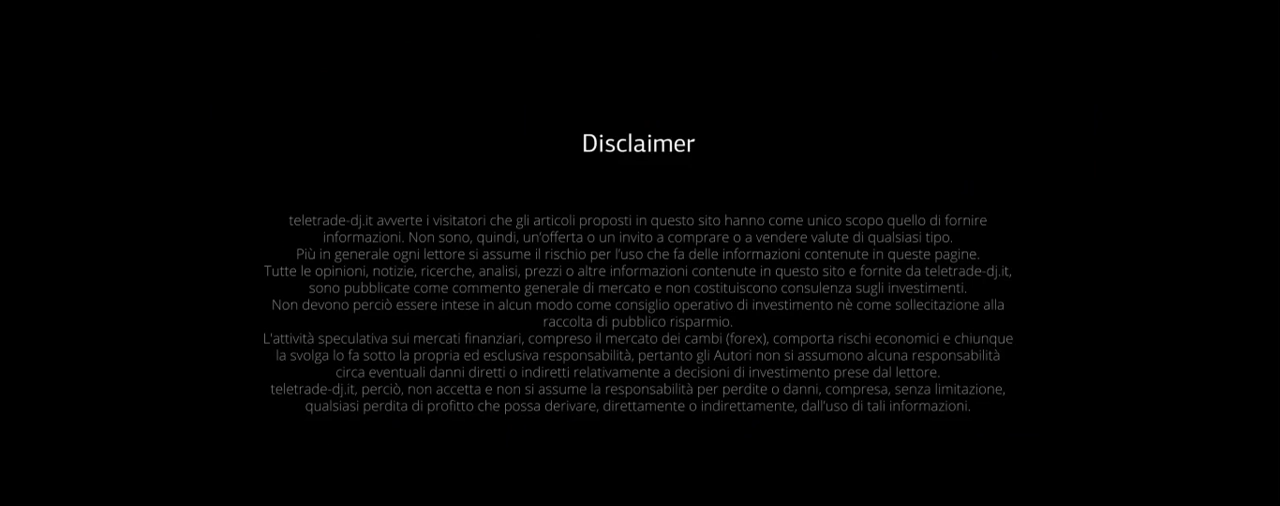 Disclaimer
teletrade-dj.it avverte i visitatori che gli articoli proposti in questo sito hanno come unico scopo quello di fornire
informazioni. Non sono, quindi, un'offerta o un invito a comprare o a vendere valute di qualsiasi tipo.
Più in generale ogni lettore si assume il rischio per l'uso che fa delle informazioni contenute in queste pagine.
Tutte le opinioni, notizie, ricerche, analisi, prezzi o altre informazioni contenute in questo sito e fornite da teletrade-dj.it,
sono pubblicate come commento generale di mercato e non costituiscono consulenza sugli investimenti.
Non devono perciò essere intese in alcun modo come consiglio operativo di investimento nè come sollecitazione alla
raccolta di pubblico risparmio.
L'attività speculativa sui mercati finanziari, compreso il mercato dei cambi (forex), comporta rischi economici e chiunque
la svolga lo fa sotto la propria ed esclusiva responsabilità, pertanto gli Autori non si assumono alcuna responsabilità
circa eventuali danni diretti o indiretti relativamente a decisioni di investimento prese dal lettore.
teletrade-dj.it, perciò, non accetta e non si assume la responsabilità per perdite o danni, compresa, senza limitazione,
qualsiasi perdita di profitto che possa derivare, direttamente o indirettamente, dall'uso di tali informazioni.